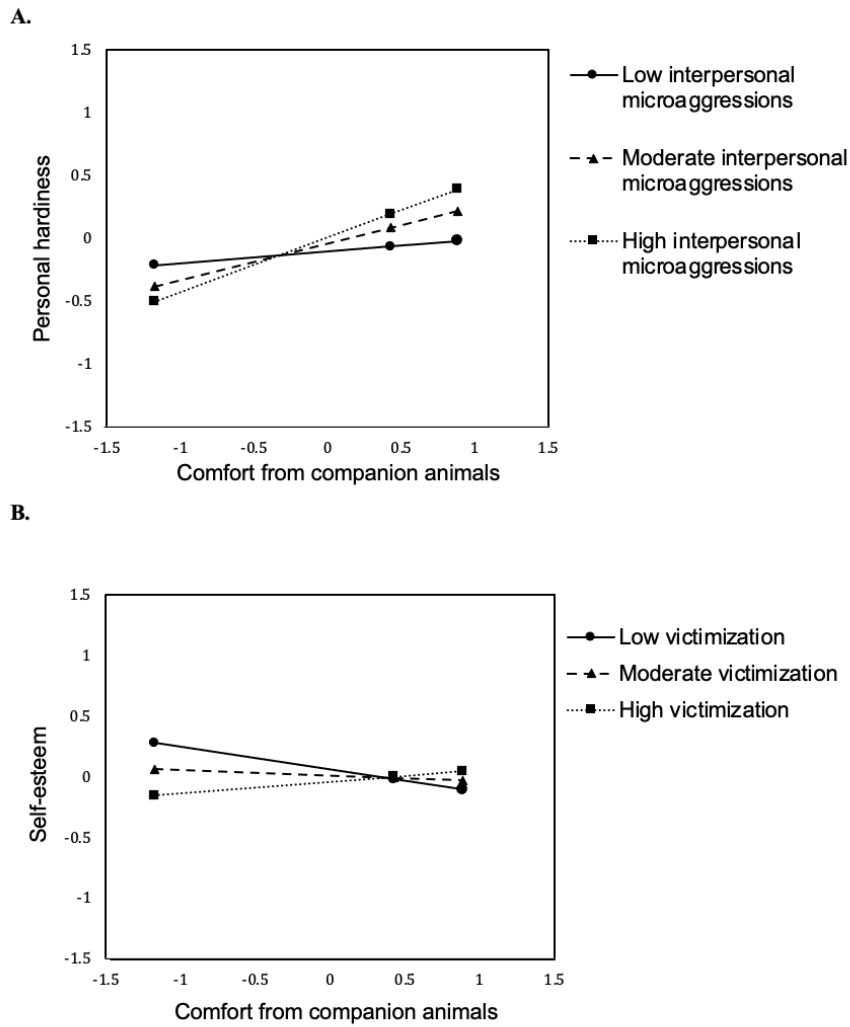 A.
1.5
1
0.5
0
-0.5
-1
-1.5
Personal hardiness
-1.5 -1 -0.5 0 0.5 1 1.5
Comfort from companion animals
Low interpersonal
microaggressions
Moderate interpersonal
microaggressions
High interpersonal
microaggressions
B.
1.5
1
0.5
0
-0.5
-1
-1.5
Self-esteem
-1.5 -1 -0.5 0 0.5 1 1.5
Comfort from companion animals
Low victimization
Moderate victimization
High victimization